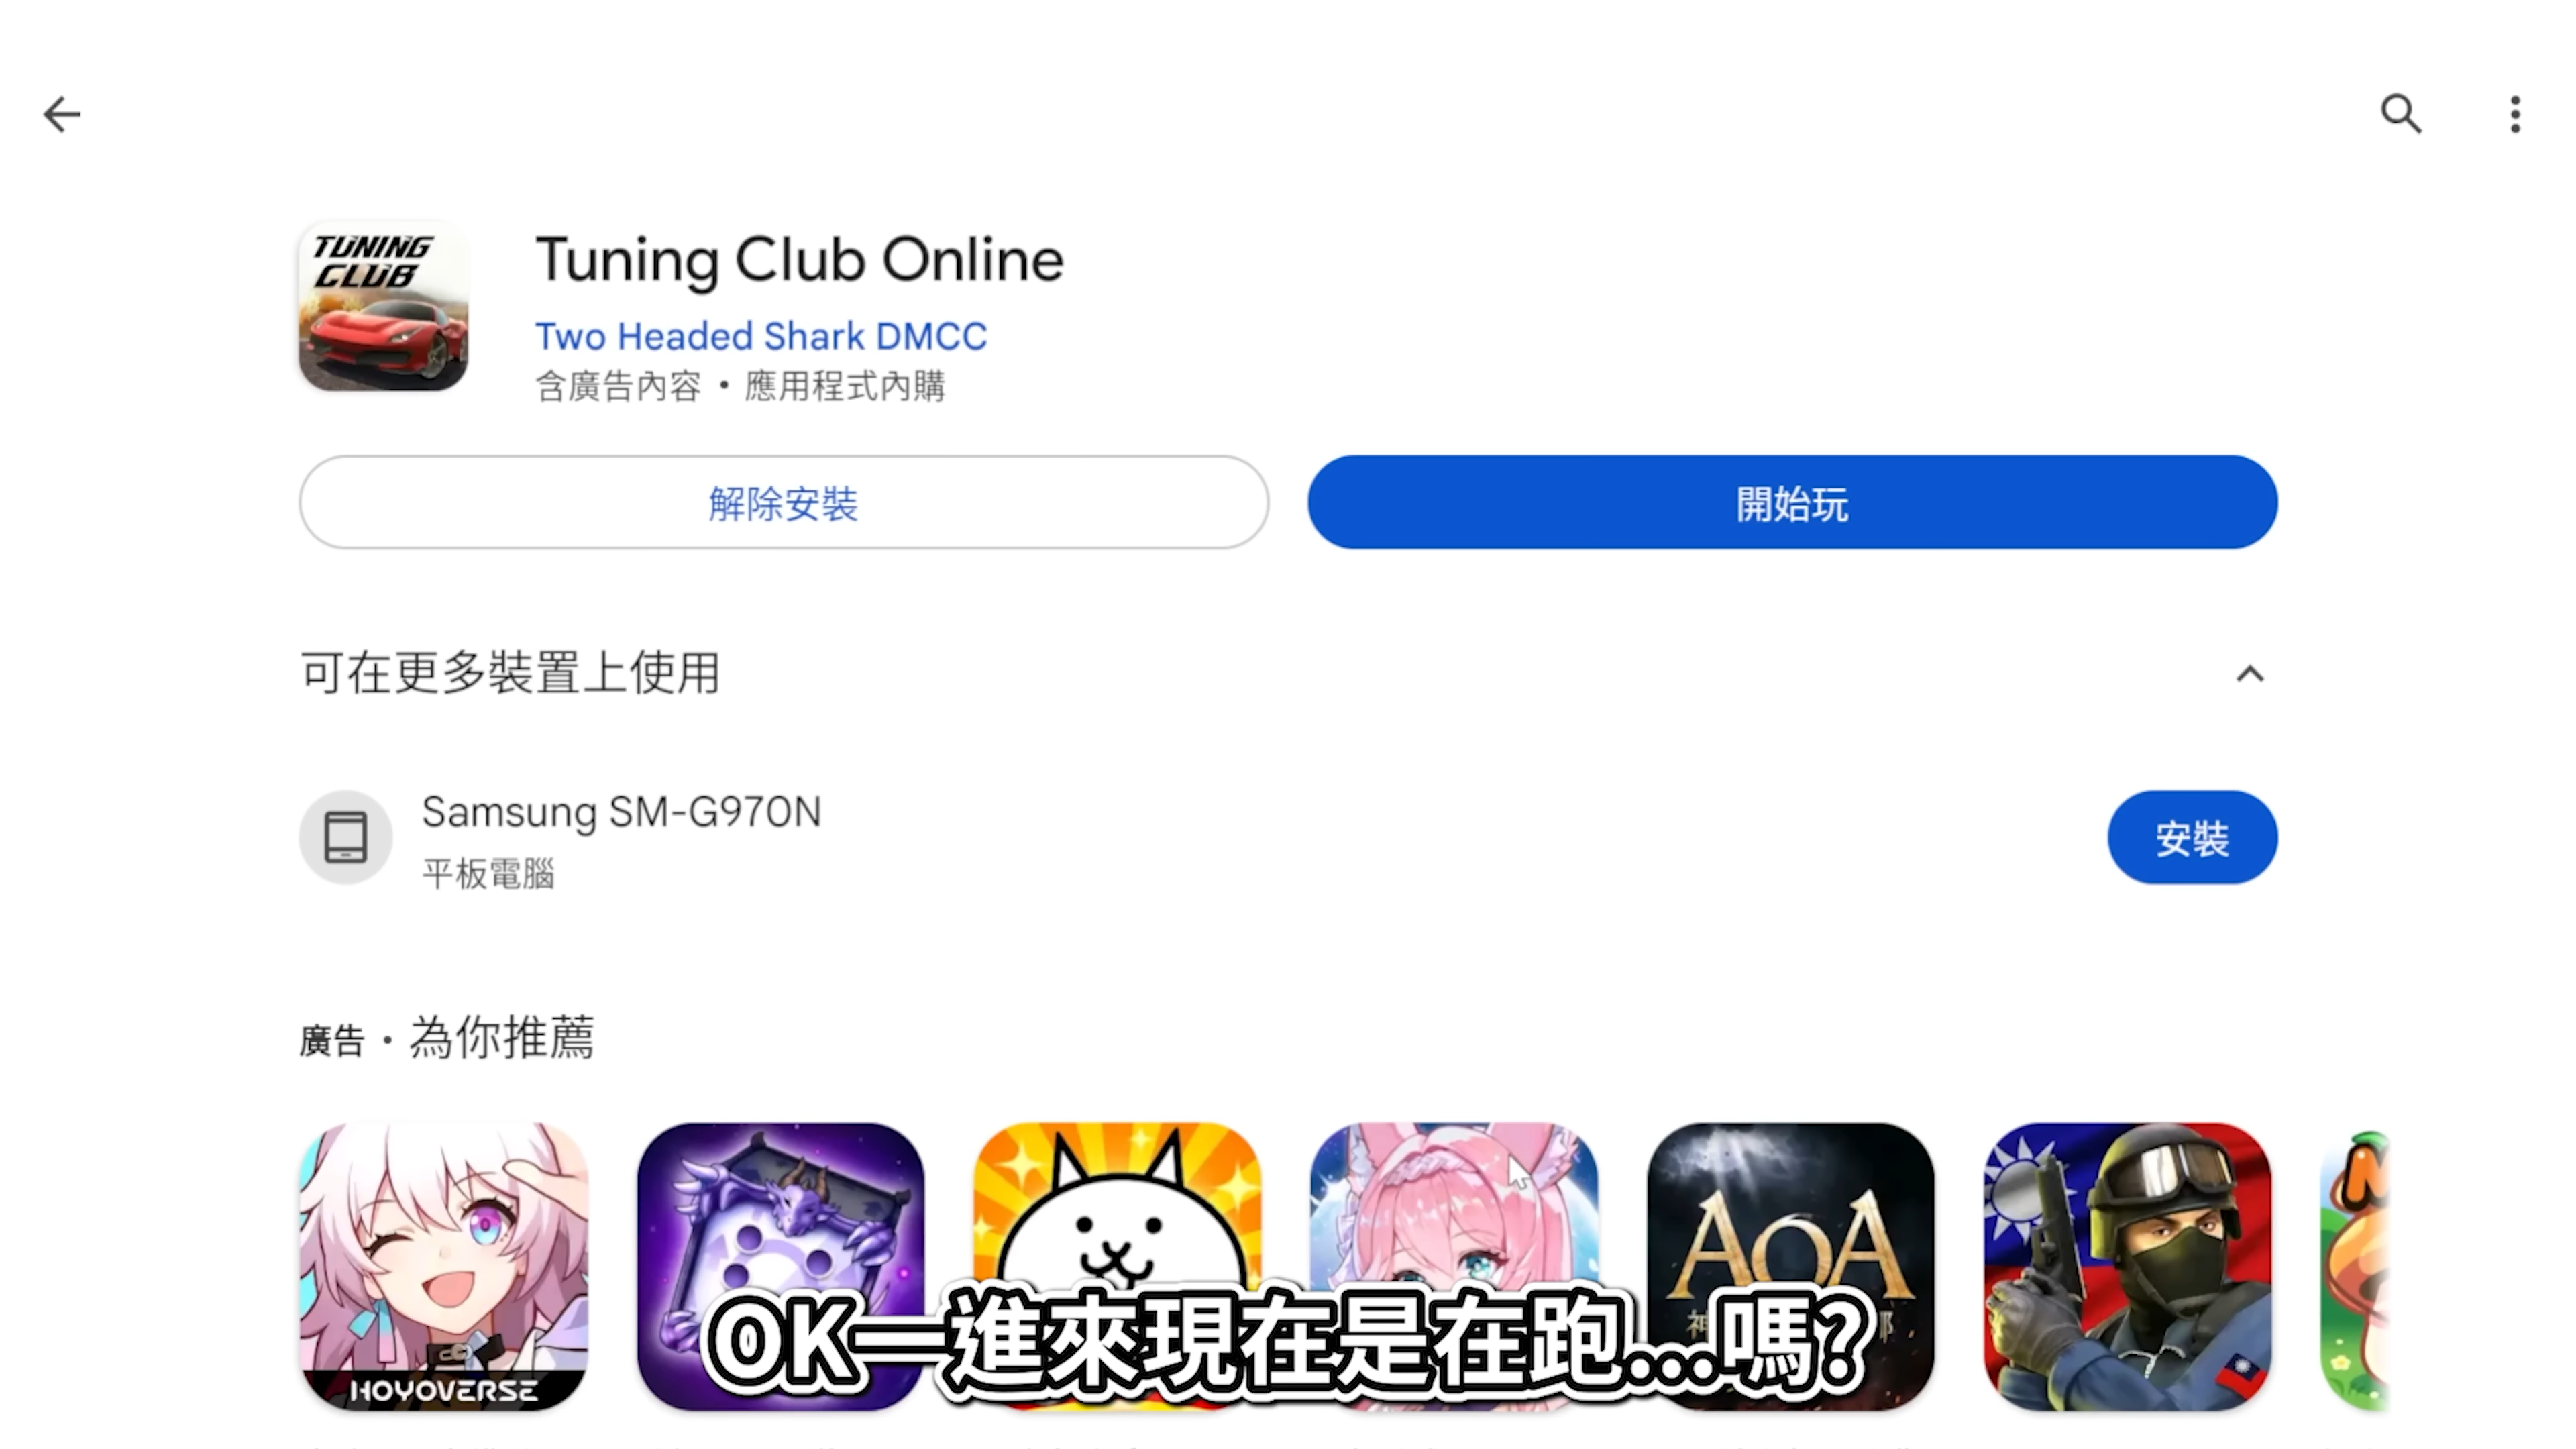 TUNING
CLUB
Tuning Club Online
Two Headed Shark DMCC
含廣告內容 • 應用程式內購
解除安裝
開始玩
可在更多裝置上使用
Samsung SM-G970N
平板電腦
安裝
廣告 • 為你推薦
HOYOVERSE
AOA
神
OK一進來現在是在跑...嗎?